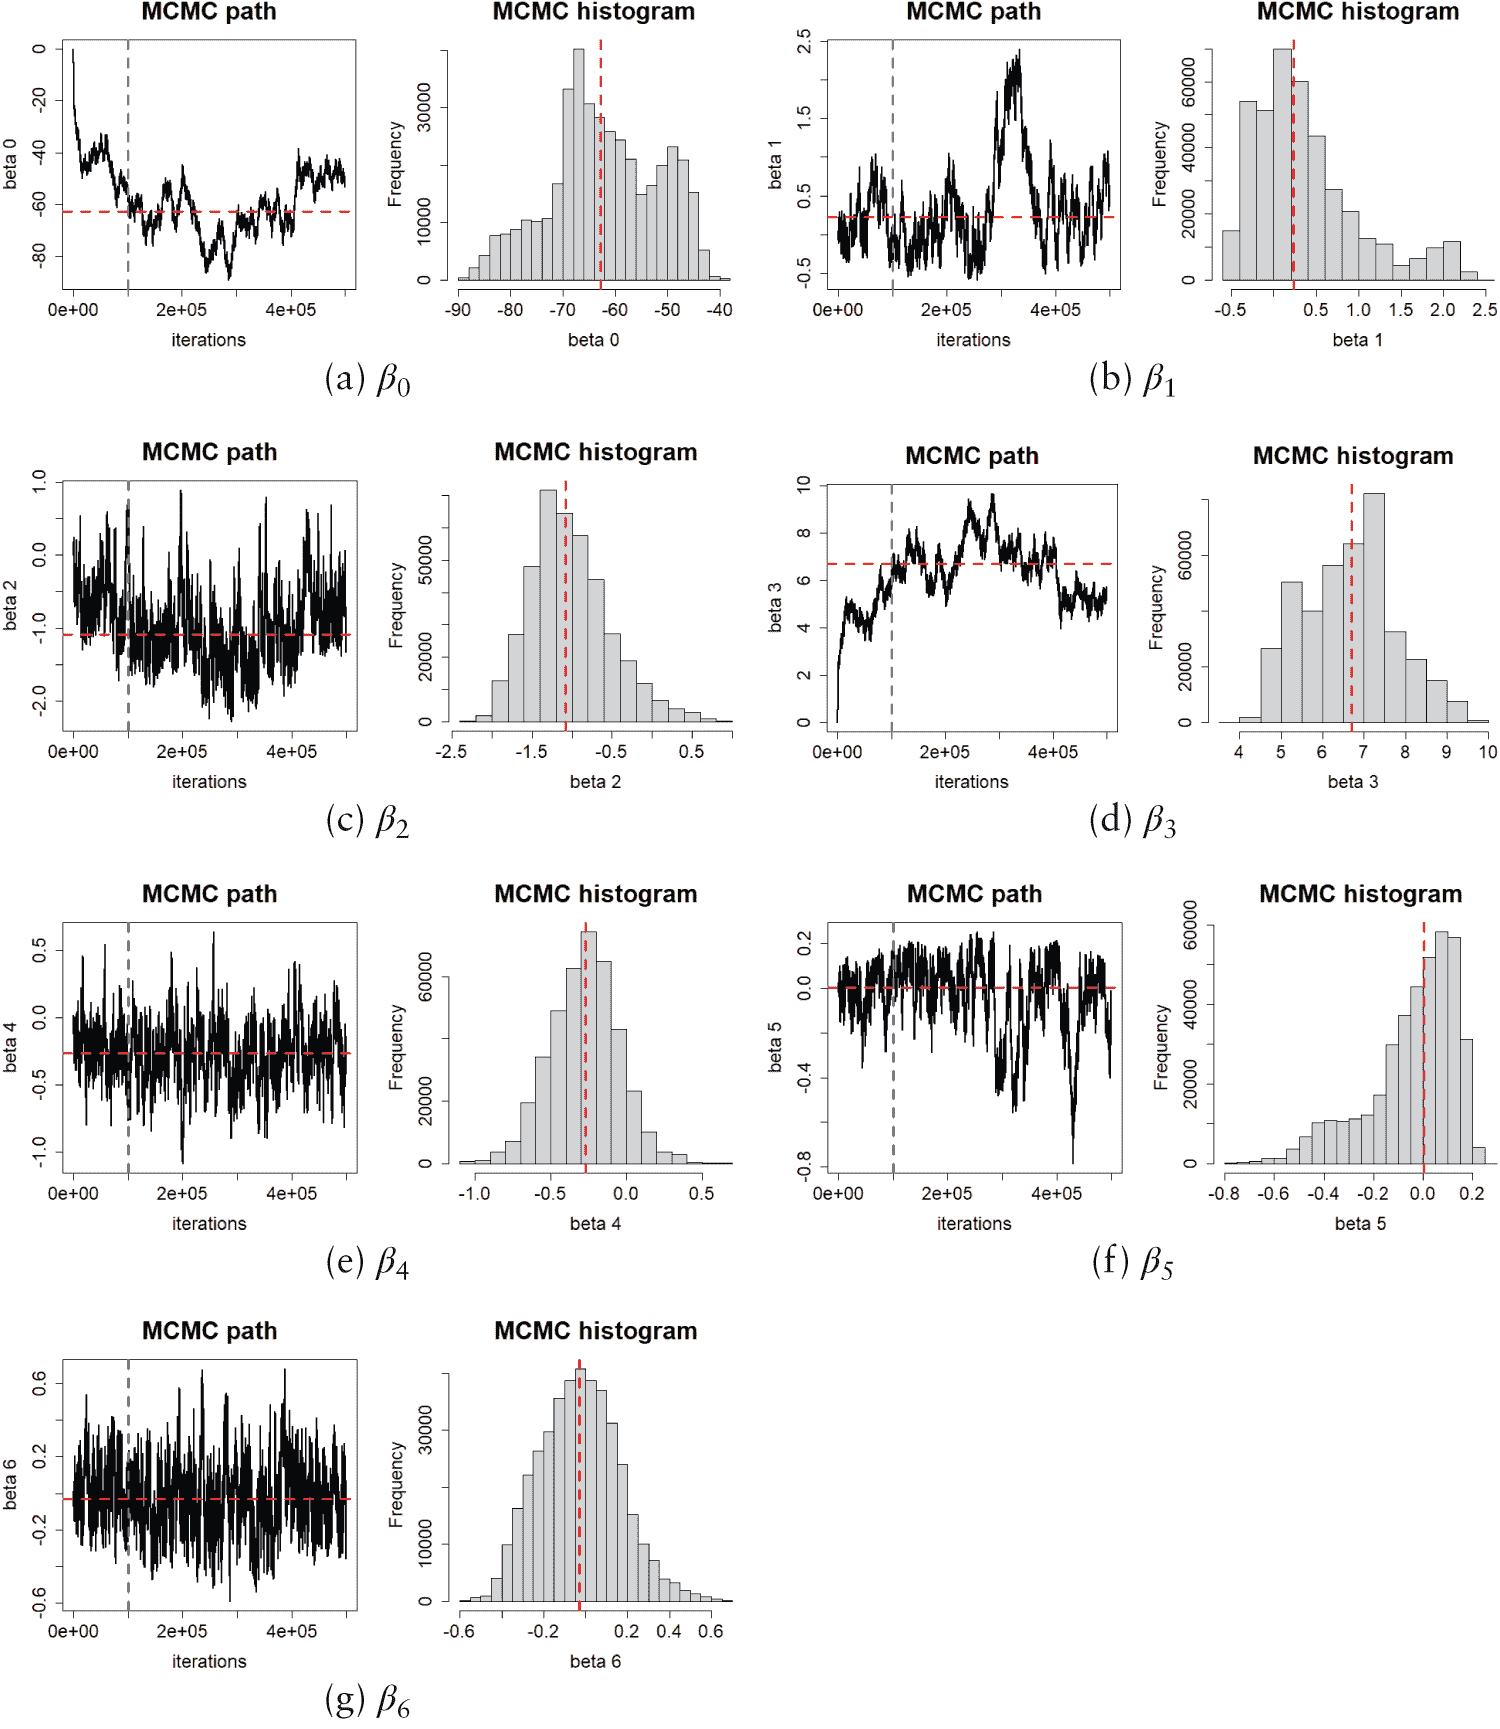 MCMC path
MCMC histogram
MCMC path
MCMC histogram
0
-20
-40
-60
-80
beta 0
0e+00 2e+05 4e+05
iterations
30000
10000
0
Frequency
-90 -80 -70 -60 -50 -40
beta 0
2.5
1.5
0.5
-0.5
beta 1
0e+00 2e+05 4e+05
iterations
60000
40000
20000
0
Frequency
-0.5 0.5 1.0 1.5 2.0 2.5
beta 1
(a) β0
(b) β1
MCMC path
MCMC histogram
MCMC path
MCMC histogram
1.0
0.0
-1.0
-2.0
beta 2
0e+00 2e+05 4e+05
iterations
50000
20000
0
Frequency
-2.5 -1.5 -0.5 0.5
beta 2
10
8
6
4
2
0
beta 3
0e+00 2e+05 4e+05
iterations
60000
20000
0
Frequency
4 5 6 7 8 9 10
beta 3
(c) β2
(d) β3
MCMC path
MCMC histogram
MCMC path
MCMC histogram
0.5
0.0
-0.5
-1.0
beta 4
0e+00 2e+05 4e+05
iterations
60000
20000
0
Frequency
-1.0 -0.5 0.0 0.5
beta 4
0.2
0.0
-0.4
-0.8
beta 5
0e+00 2e+05 4e+05
iterations
60000
40000
20000
0
Frequency
-0.8 -0.6 -0.4 -0.2 0.0 0.2
beta 5
(e) β4
(f) β5
MCMC path
MCMC histogram
0.6
0.2
-0.2
-0.6
beta 6
0e+00 2e+05 4e+05
iterations
30000
10000
0
Frequency
-0.6 -0.2 0.2 0.4 0.6
beta 6
(g) β6